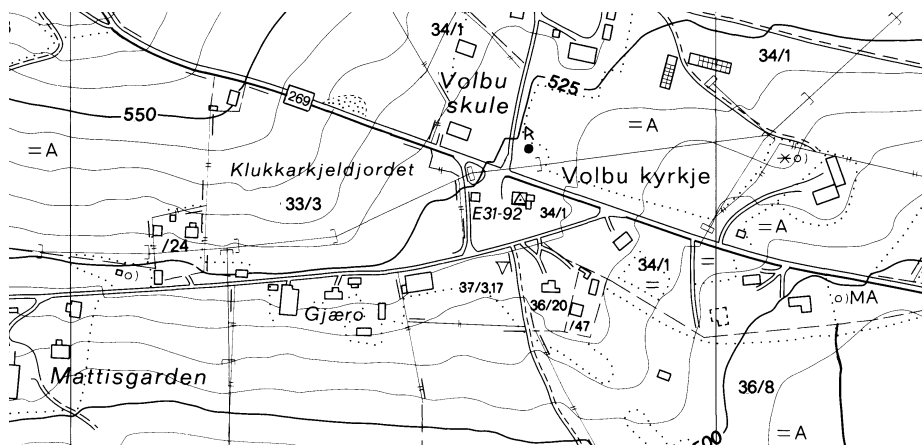 34/1
34/1
Volbu
skule
525
269
550
= A
= A
Klukkarkjeldjordet
Volbu kyrkje
33/3
E31-92
34/1
/24
= A
34/1
37/3,17
36/20
MA
Gjæro
/47
Mattisgarden
36/8
= A